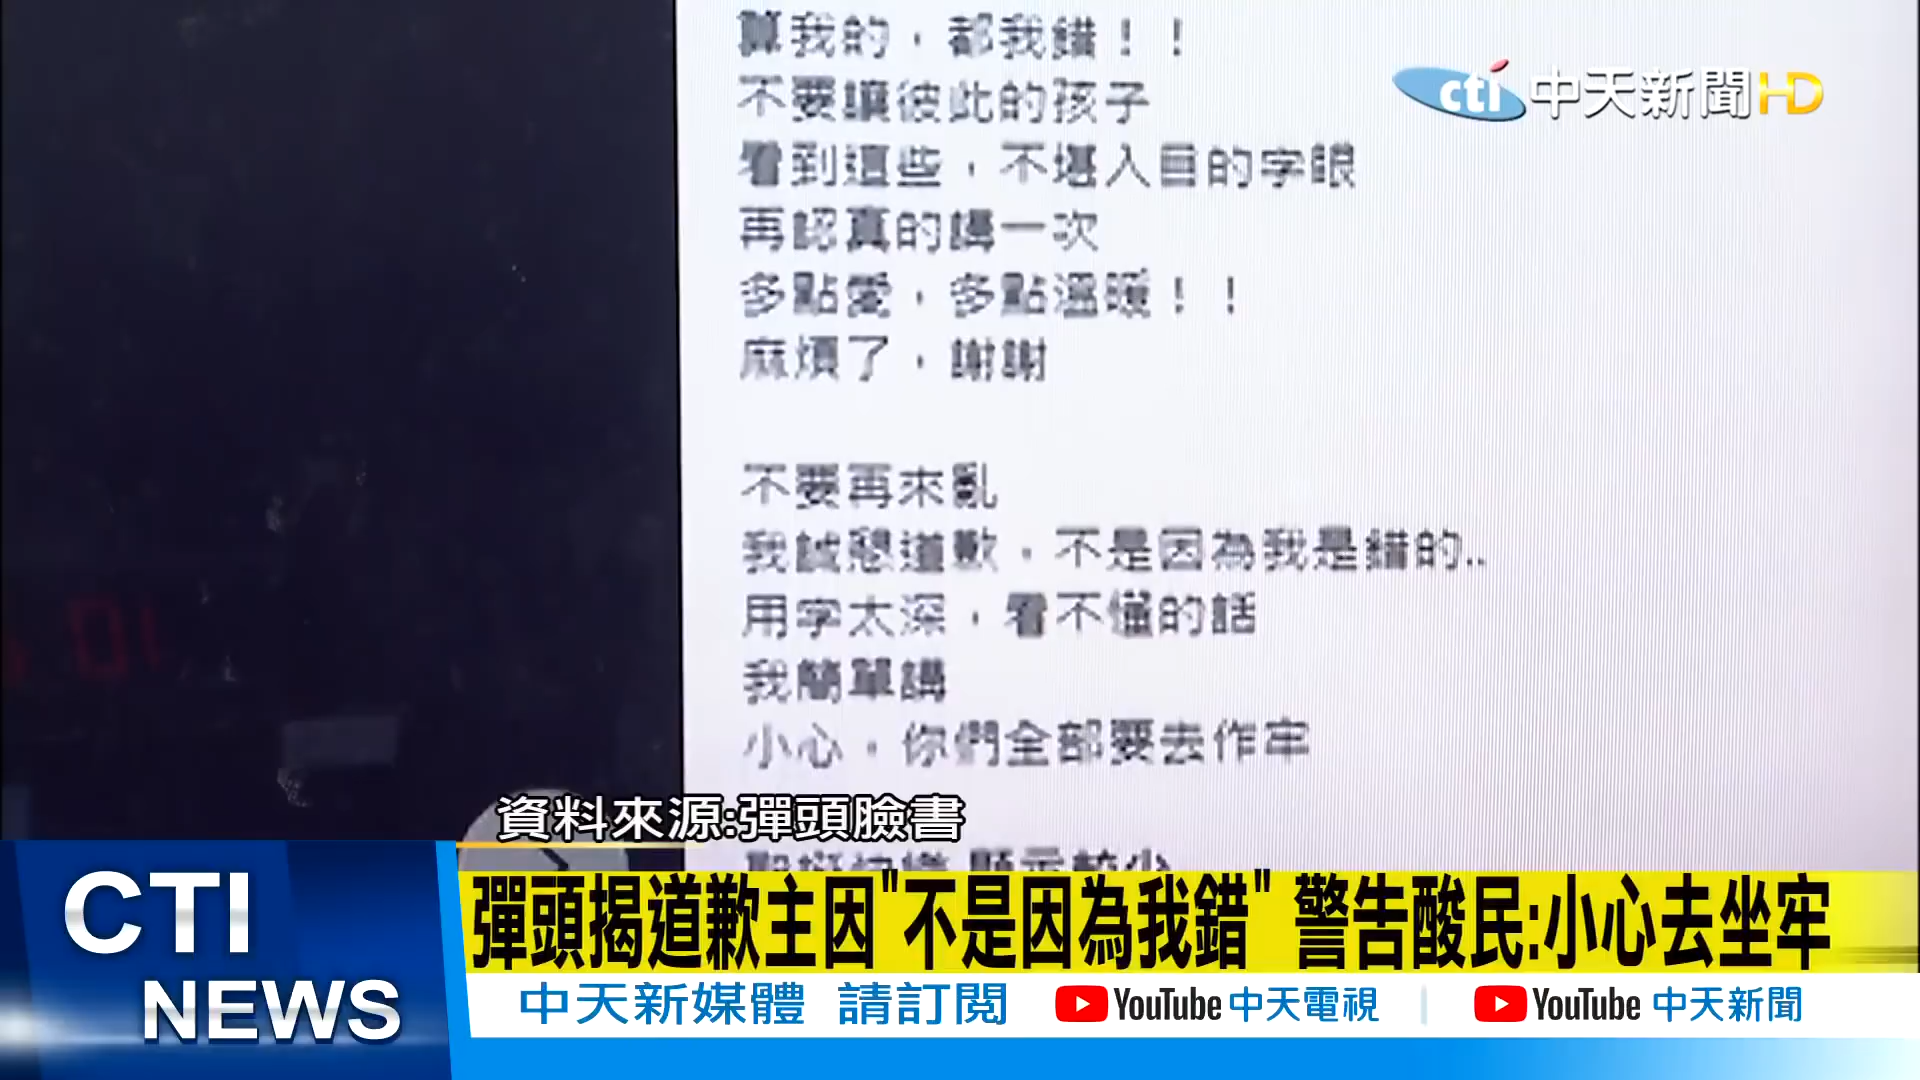 算我的，都我錯！！
不要讓彼此的孩子
看到這些，不堪入目的字眼
再認真的講一次
多點愛，多點溫暖！！
麻煩了，謝謝
不要再來亂
我誠懇道歉，不是因為我是錯的..
用字太深，看不懂的話
我簡單講
小心，你們全部要去作牢
顯示較少
cti 中天新聞HD
資料來源:彈頭臉書
CTI NEWS
彈頭揭道歉主因"不是因為我錯" 警告酸民:小心去坐牢
中天新媒體 請訂閱 YouTube 中天電視 | YouTube 中天新聞